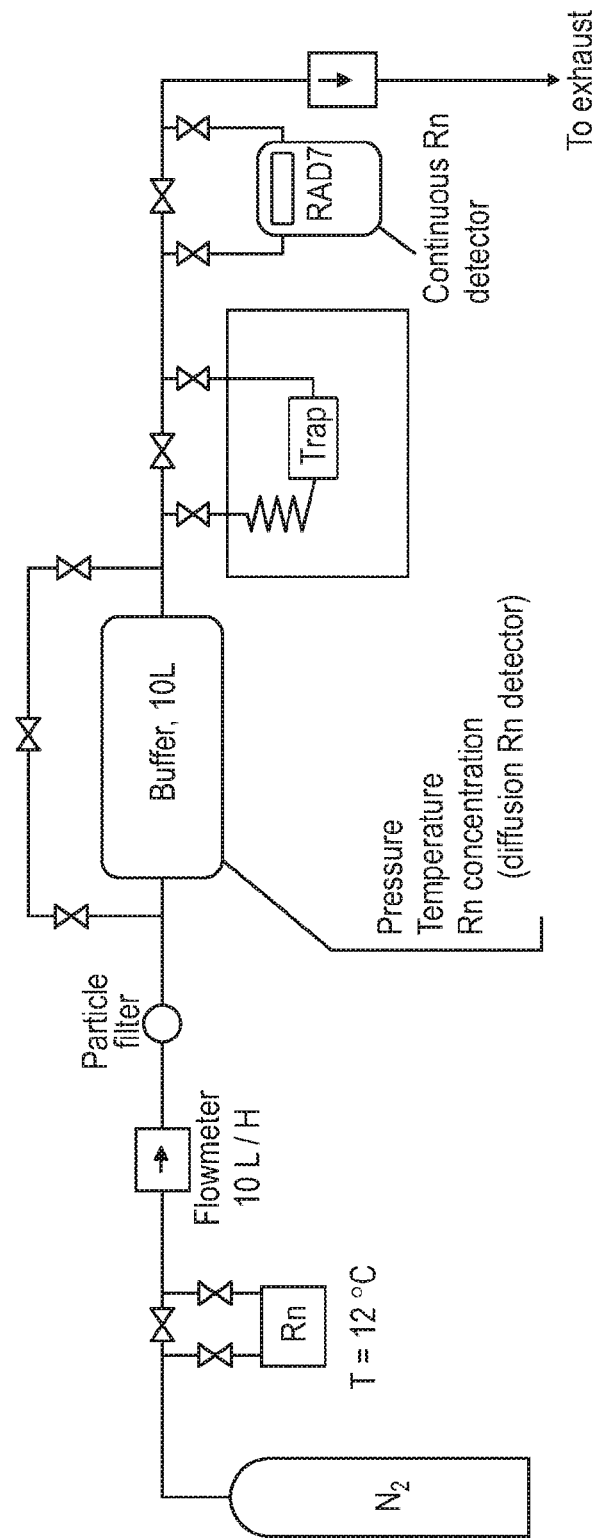 N₂
Rn
T = 12 °C
Flowmeter
10 L / H
Particle
filter
Buffer, 10L
Pressure
Temperature
Rn concentration
(diffusion Rn detector)
Trap
RAD7
Continuous Rn
detector
To exhaust